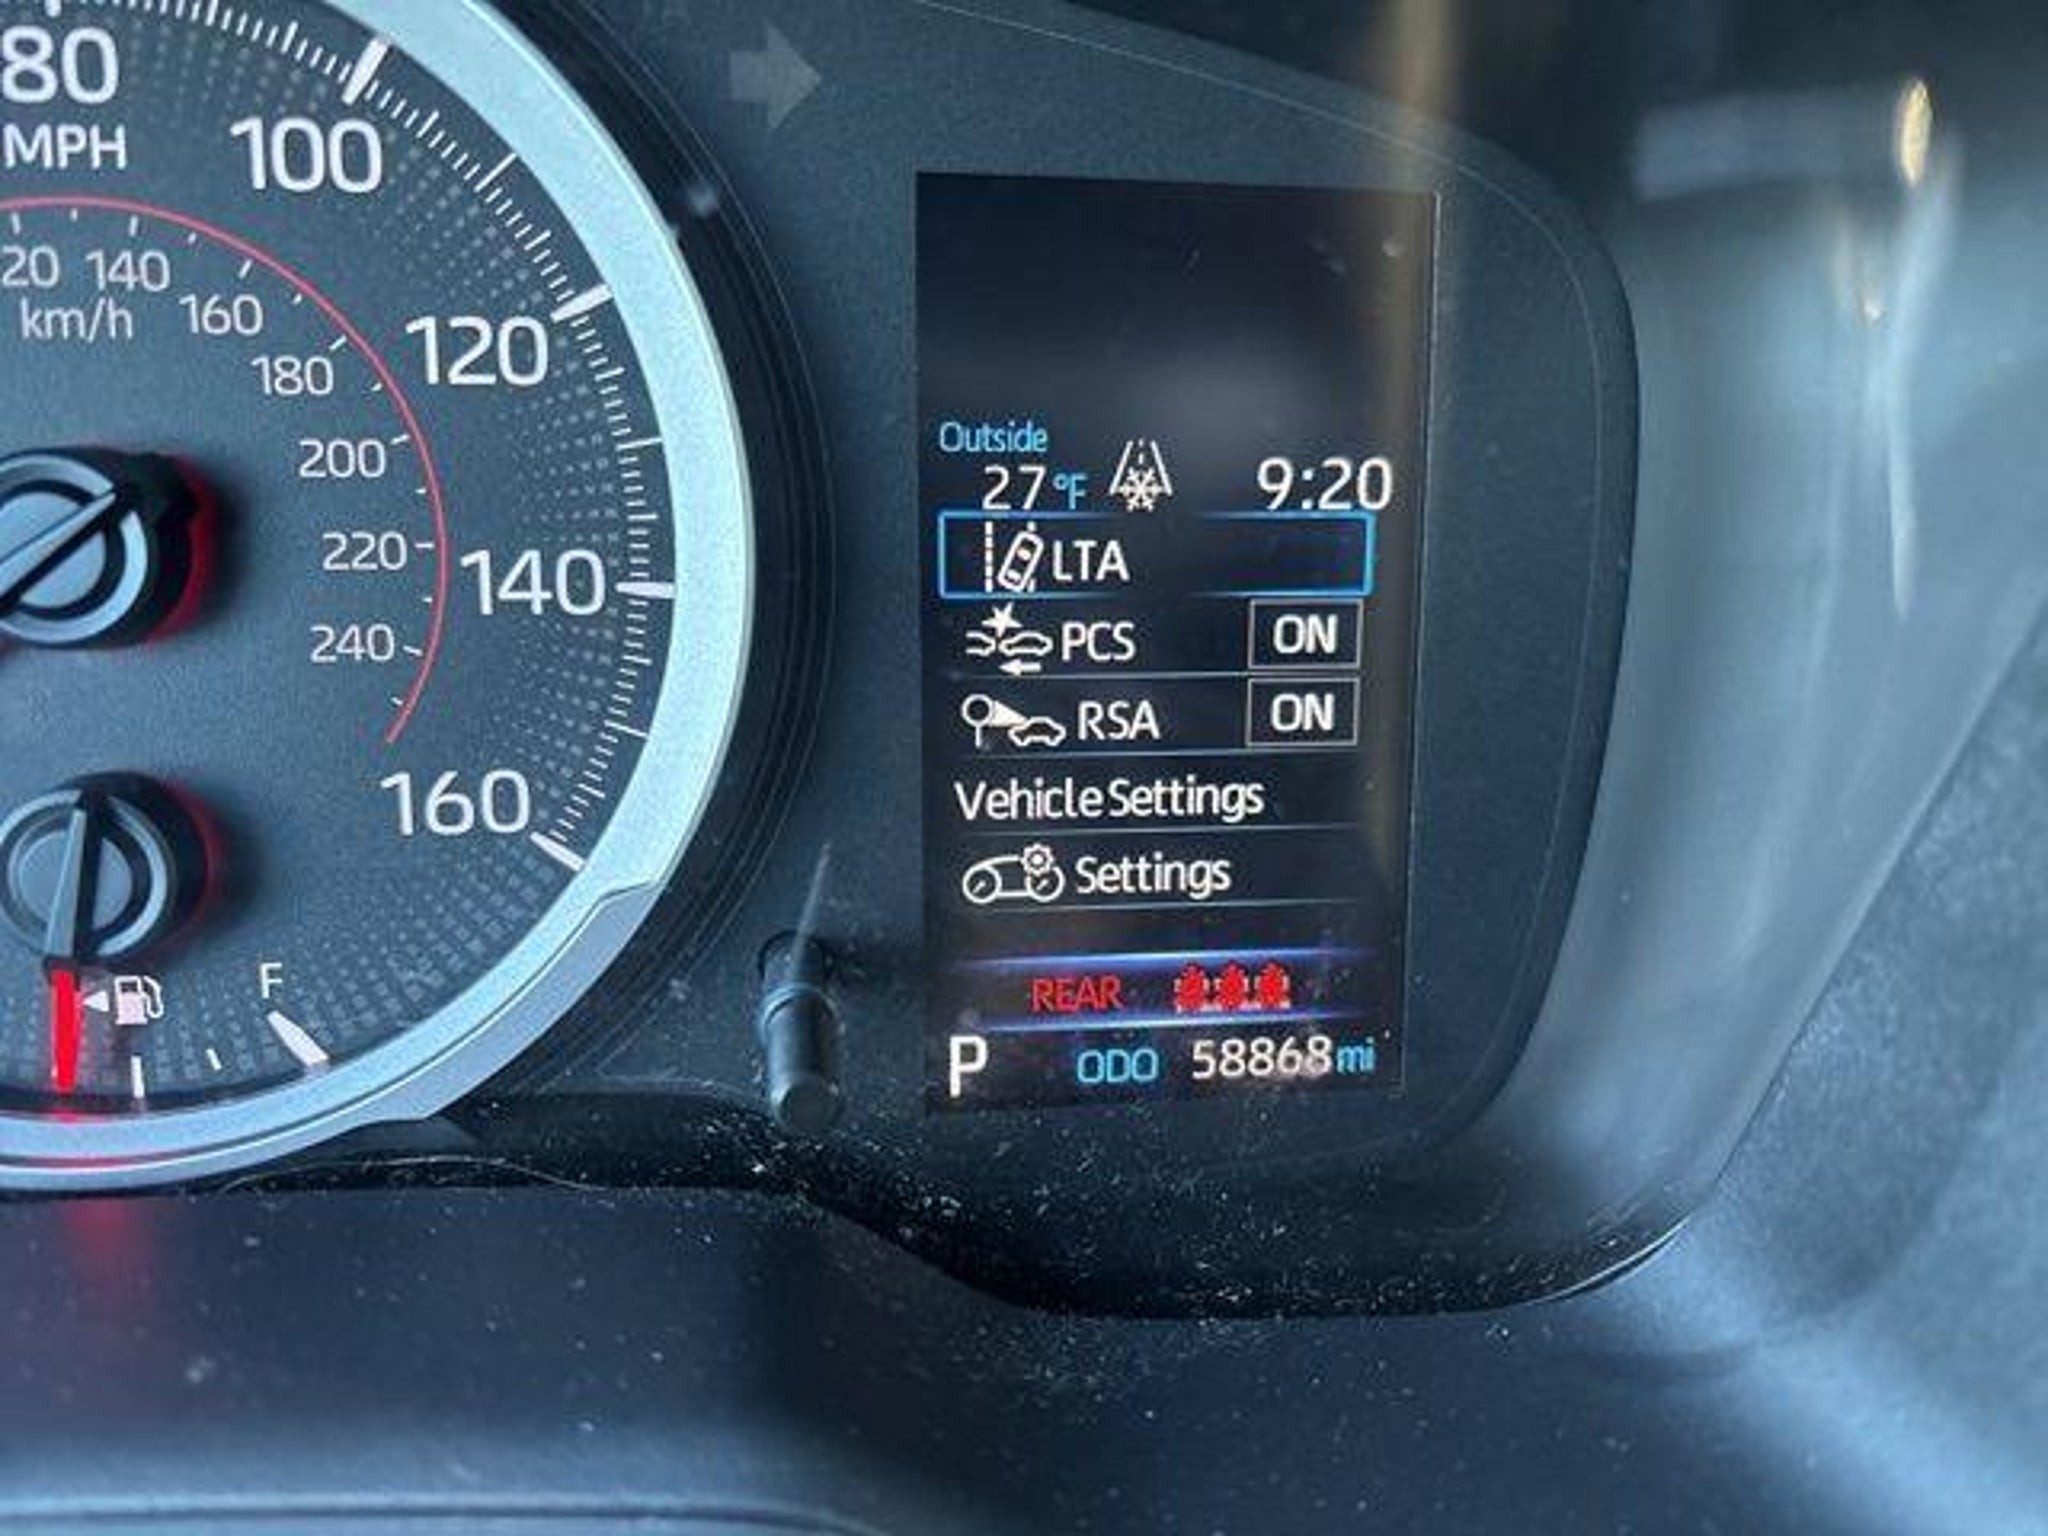 80
MPH
100
120
140
160
20 140
km/h
160
180
200
220
240
F
Outside
27 °F
9:20
LTA
PCS ON
RSA ON
Vehicle Settings
Settings
REAR
P ODO 58868 mi